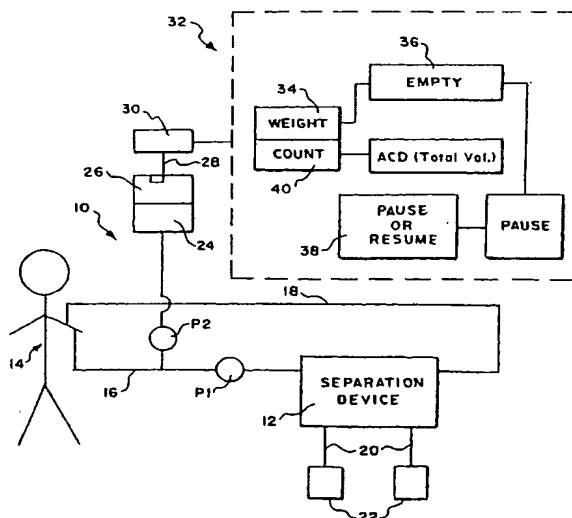 32
36
34
EMPTY
30
WEIGHT
28
COUNT
ACD (Total Vol.)
26
40
10
24
PAUSE
OR
RESUME
38
PAUSE
18
P2
14
16
P1
SEPARATION
DEVICE
12
20
22